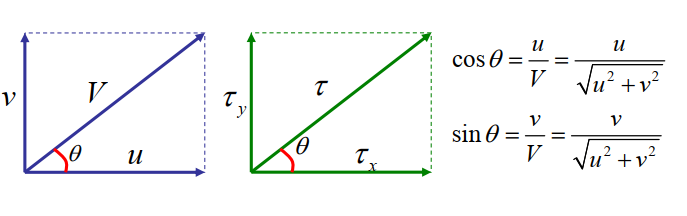 v
V
θ
u
τ_y
τ
θ
τ_x
cos θ = u/V = u/√(u² + v²)
sin θ = v/V = v/√(u² + v²)